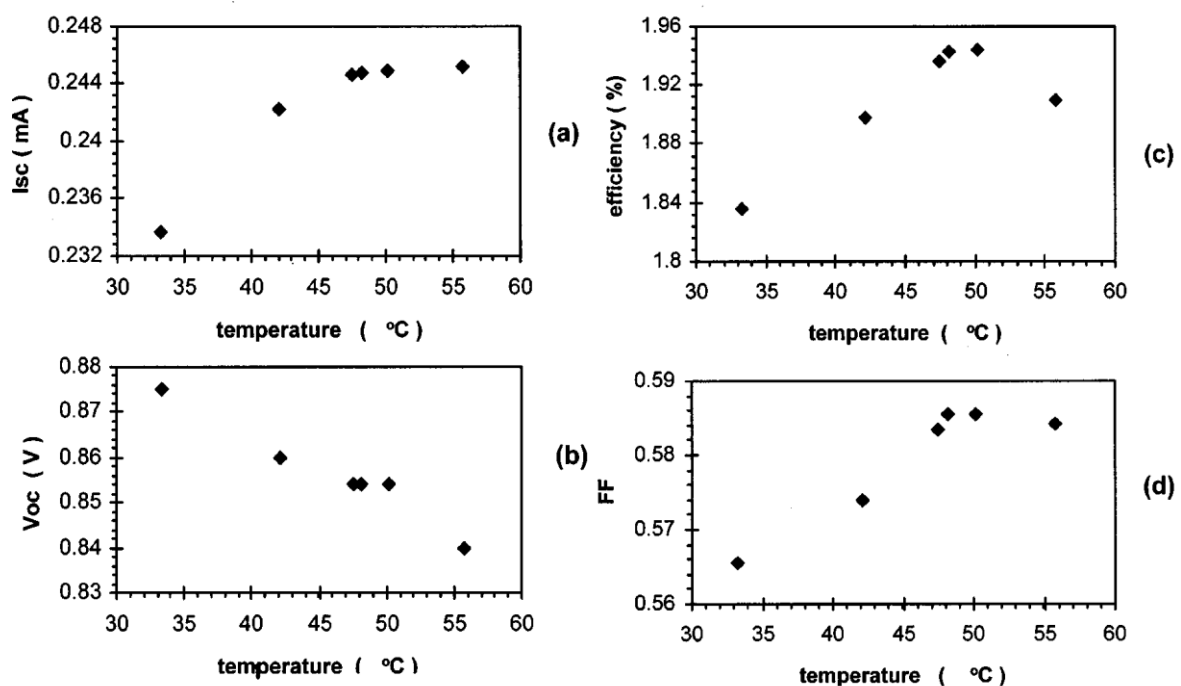 0.248
0.244
0.24
0.236
0.232
Isc ( mA )
30 35 40 45 50 55 60
temperature ( ºC )
(a)
1.96
1.92
1.88
1.84
1.8
efficiency ( % )
30 35 40 45 50 55 60
temperature ( ºC )
(c)
0.88
0.87
0.86
0.85
0.84
0.83
Voc ( V )
30 35 40 45 50 55 60
temperature ( ºC )
(b)
0.59
0.58
0.57
0.56
FF
30 35 40 45 50 55 60
temperature ( ºC )
(d)